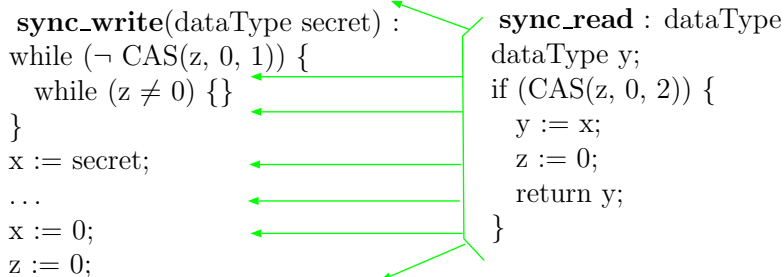 sync_write(dataType secret) :
while (¬ CAS(z, 0, 1)) {
while (z ≠ 0) {}
}
x := secret;
...
x := 0;
z := 0;
sync_read : dataType
dataType y;
if (CAS(z, 0, 2)) {
y := x;
z := 0;
return y;
}